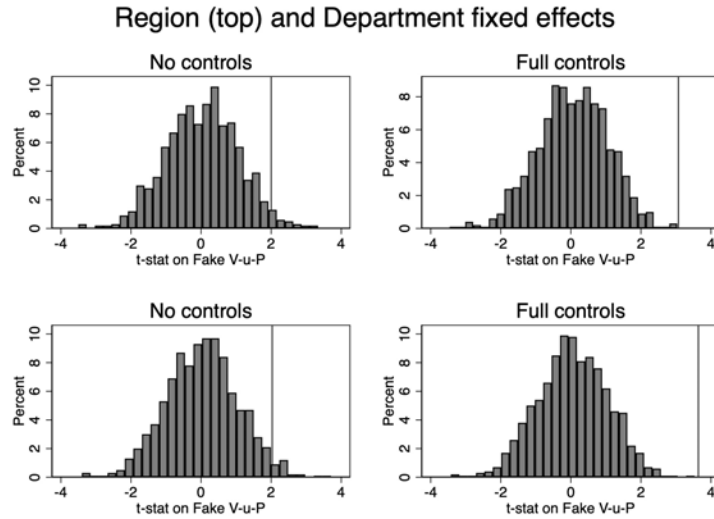 Region (top) and Department fixed effects
No controls
Full controls
Percent
0 2 4 6 8 10
-4 -2 0 2 4
t-stat on Fake V-u-P
Percent
0 2 4 6 8
-4 -2 0 2 4
t-stat on Fake V-u-P
No controls
Full controls
Percent
0 2 4 6 8 10
-4 -2 0 2 4
t-stat on Fake V-u-P
Percent
0 2 4 6 8 10
-4 -2 0 2 4
t-stat on Fake V-u-P